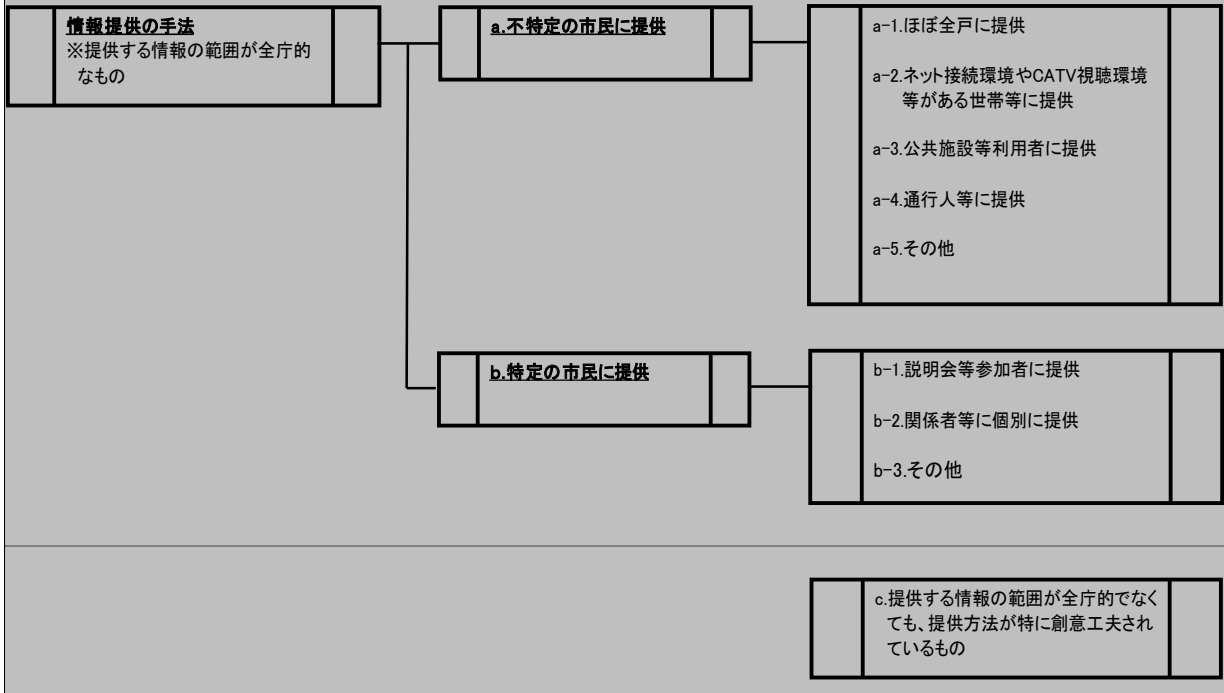 情報提供の手法
※提供する情報の範囲が全庁的
なもの
a.不特定の市民に提供
a-1.ほぼ全戸に提供
a-2.ネット接続環境やCATV視聴環境
等がある世帯等に提供
a-3.公共施設等利用者に提供
a-4.通行人等に提供
a-5.その他
b.特定の市民に提供
b-1.説明会等参加者に提供
b-2.関係者等に個別に提供
b-3.その他
c.提供する情報の範囲が全庁的でなく
ても、提供方法が特に創意工夫され
ているもの